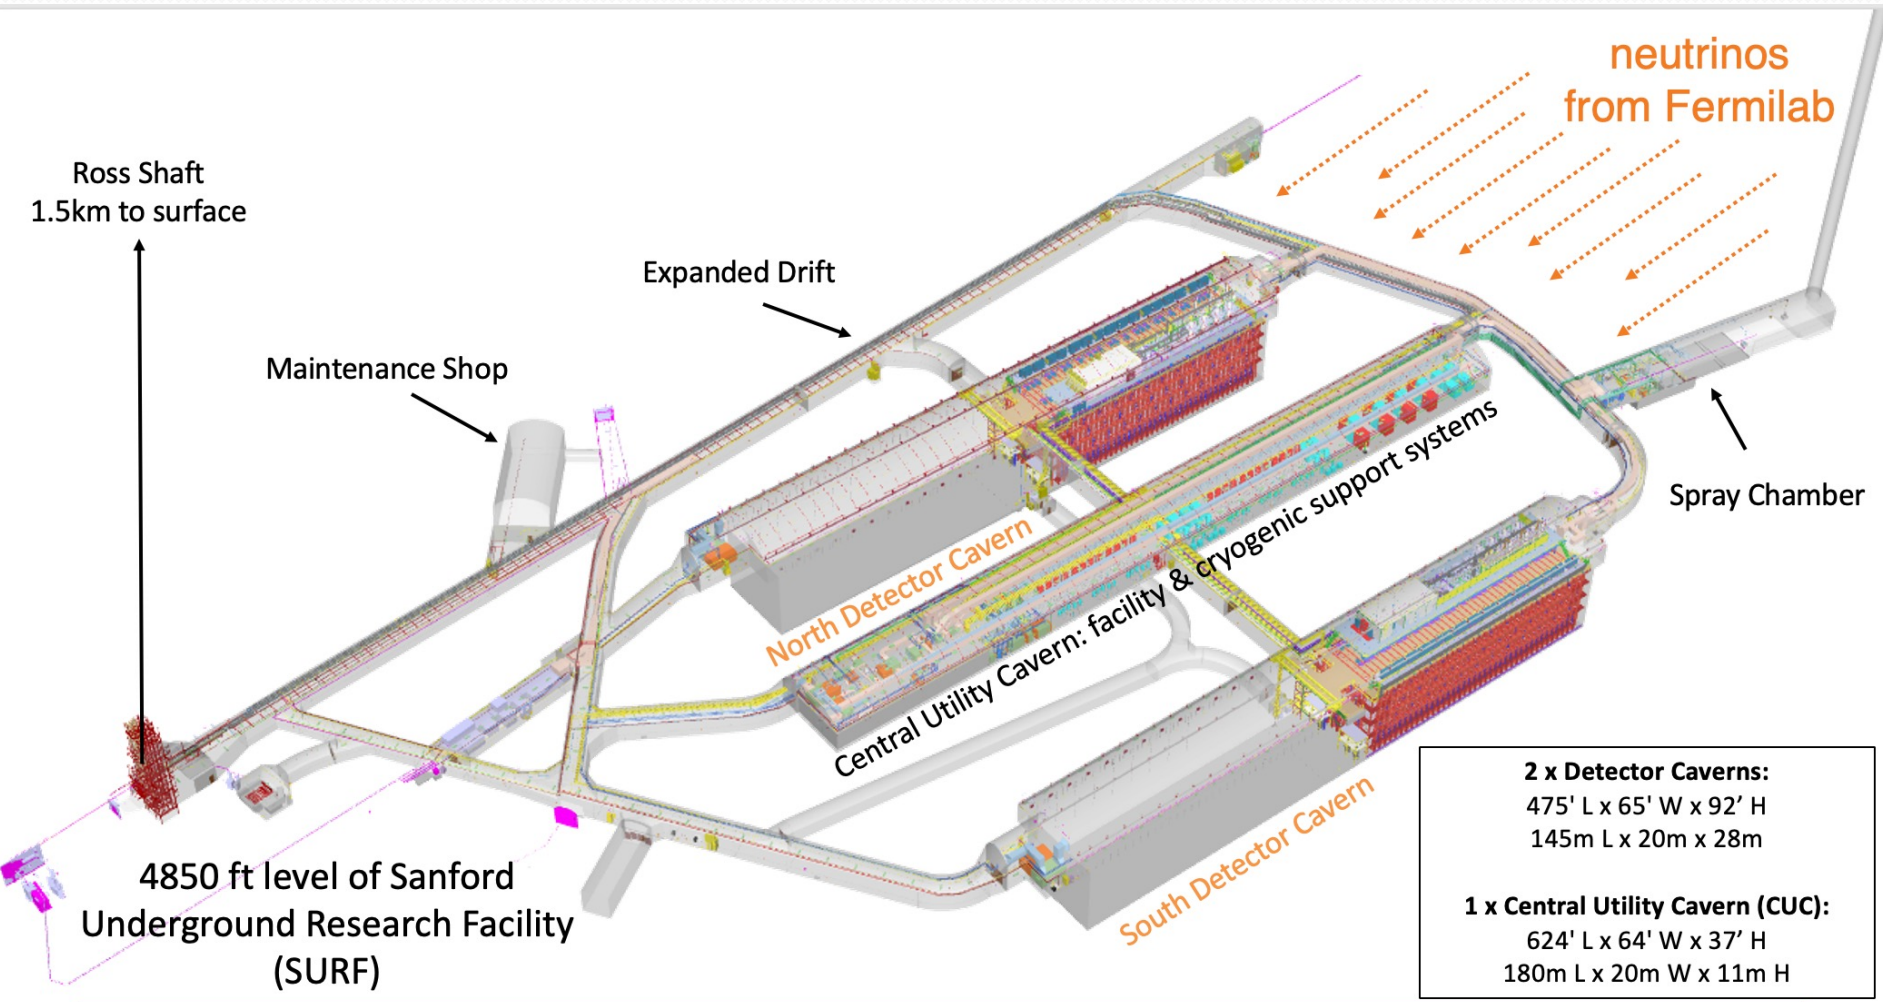 neutrinos
from Fermilab
Ross Shaft
1.5km to surface
Expanded Drift
Maintenance Shop
Spray Chamber
North Detector Cavern
Central Utility Cavern: facility & cryogenic support systems
South Detector Cavern
4850 ft level of Sanford
Underground Research Facility
(SURF)
2 x Detector Caverns:
475' L x 65' W x 92’ H
145m L x 20m x 28m
1 x Central Utility Cavern (CUC):
624' L x 64' W x 37’ H
180m L x 20m W x 11m H